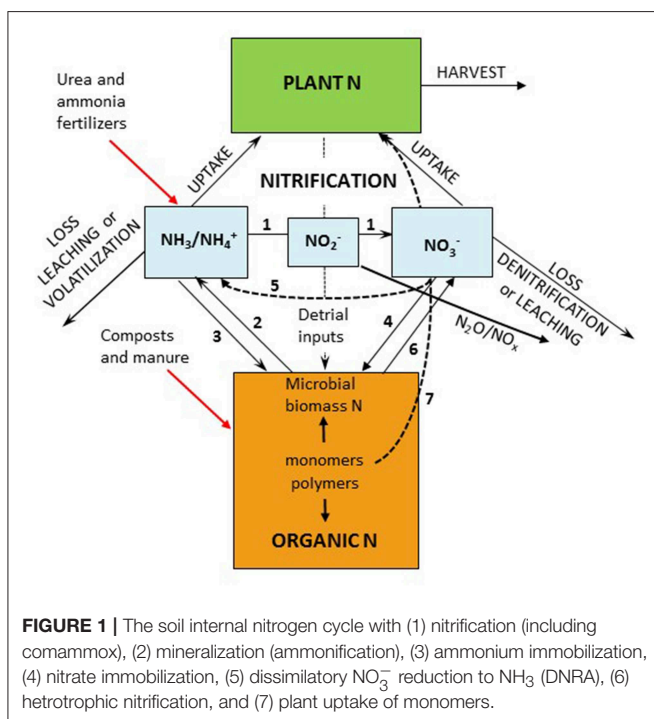 PLANT N
HARVEST
Urea and
ammonia
fertilizers
UPTAKE
UPTAKE
NITRIFICATION
LOSS
LEACHING or
VOLATILIZATION
NH₃/NH₄⁺
1
NO₂⁻
1
NO₃⁻
LOSS
DENITRIFICATION
or LEACHING
5
N₂O/NOₓ
Detrial
inputs
Composts
and manure
3
2
4
6
7
Microbial
biomass N
monomers
polymers
ORGANIC N
FIGURE 1 | The soil internal nitrogen cycle with (1) nitrification (including
comammox), (2) mineralization (ammonification), (3) ammonium immobilization,
(4) nitrate immobilization, (5) dissimilatory NO₃⁻ reduction to NH₃ (DNRA), (6)
hetrotrophic nitrification, and (7) plant uptake of monomers.